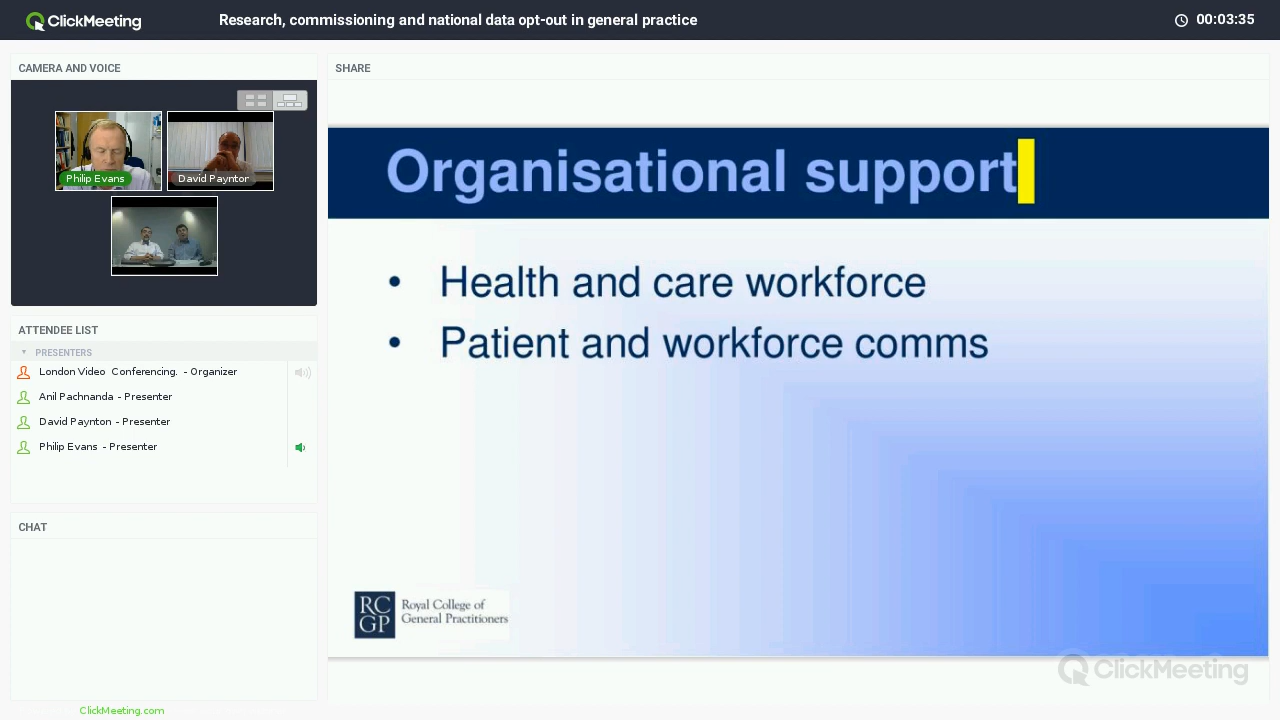 ClickMeeting
Research, commissioning and national data opt-out in general practice
00:03:35
CAMERA AND VOICE
Philip Evans
David Paynton
ATTENDEE LIST
PRESENTERS
London Video Conferencing. - Organizer
Anil Pachnanda - Presenter
David Paynton - Presenter
Philip Evans - Presenter
CHAT
ClickMeeting.com
SHARE
Organisational support
• Health and care workforce
• Patient and workforce comms
RC
GP
Royal College of
General Practitioners
ClickMeeting